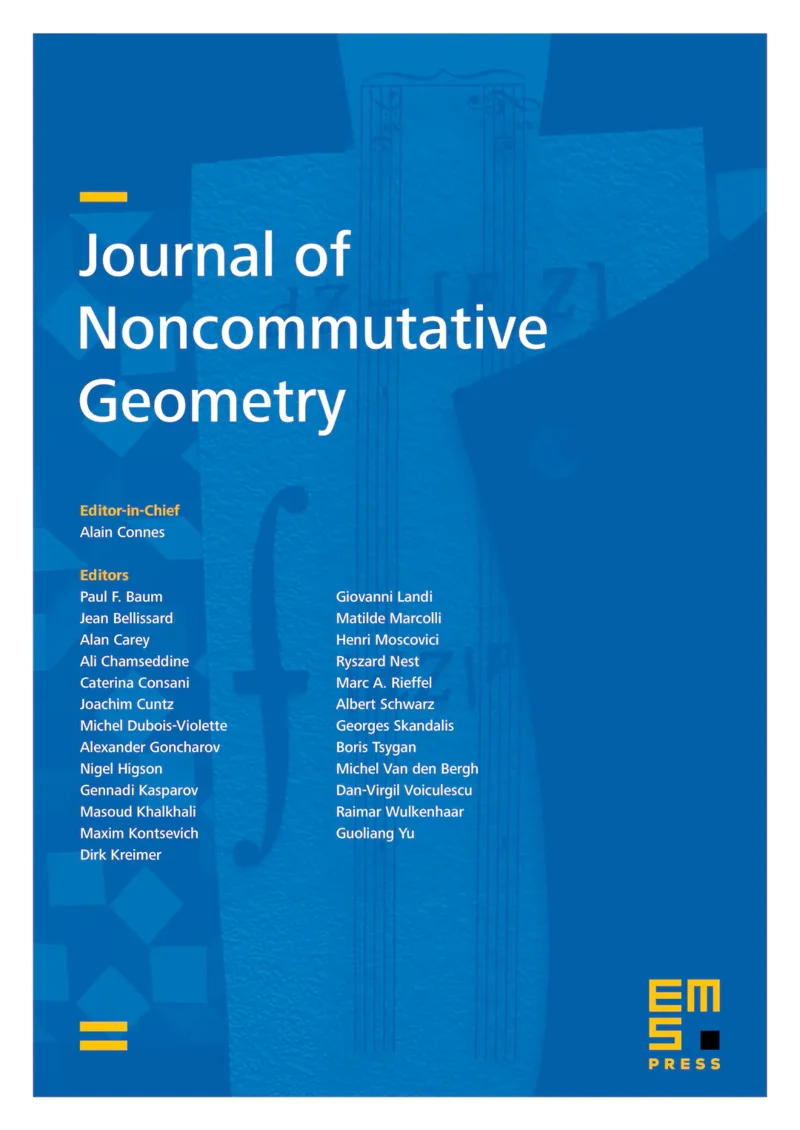 Journal of
Noncommutative
Geometry
Editor-in-Chief
Alain Connes
Editors
Paul F. Baum
Jean Bellissard
Alan Carey
Ali Chamseddine
Caterina Consani
Joachim Cuntz
Michel Dubois-Violette
Alexander Goncharov
Nigel Higson
Gennadi Kasparov
Masoud Khalkhali
Maxim Kontsevich
Dirk Kreimer
Giovanni Landi
Matilde Marcolli
Henri Moscovici
Ryszard Nest
Marc A. Rieffel
Albert Schwarz
Georges Skandalis
Boris Tsygan
Michel Van den Bergh
Dan-Virgil Voiculescu
Raimar Wulkenhaar
Guoliang Yu
EM
S
PRESS